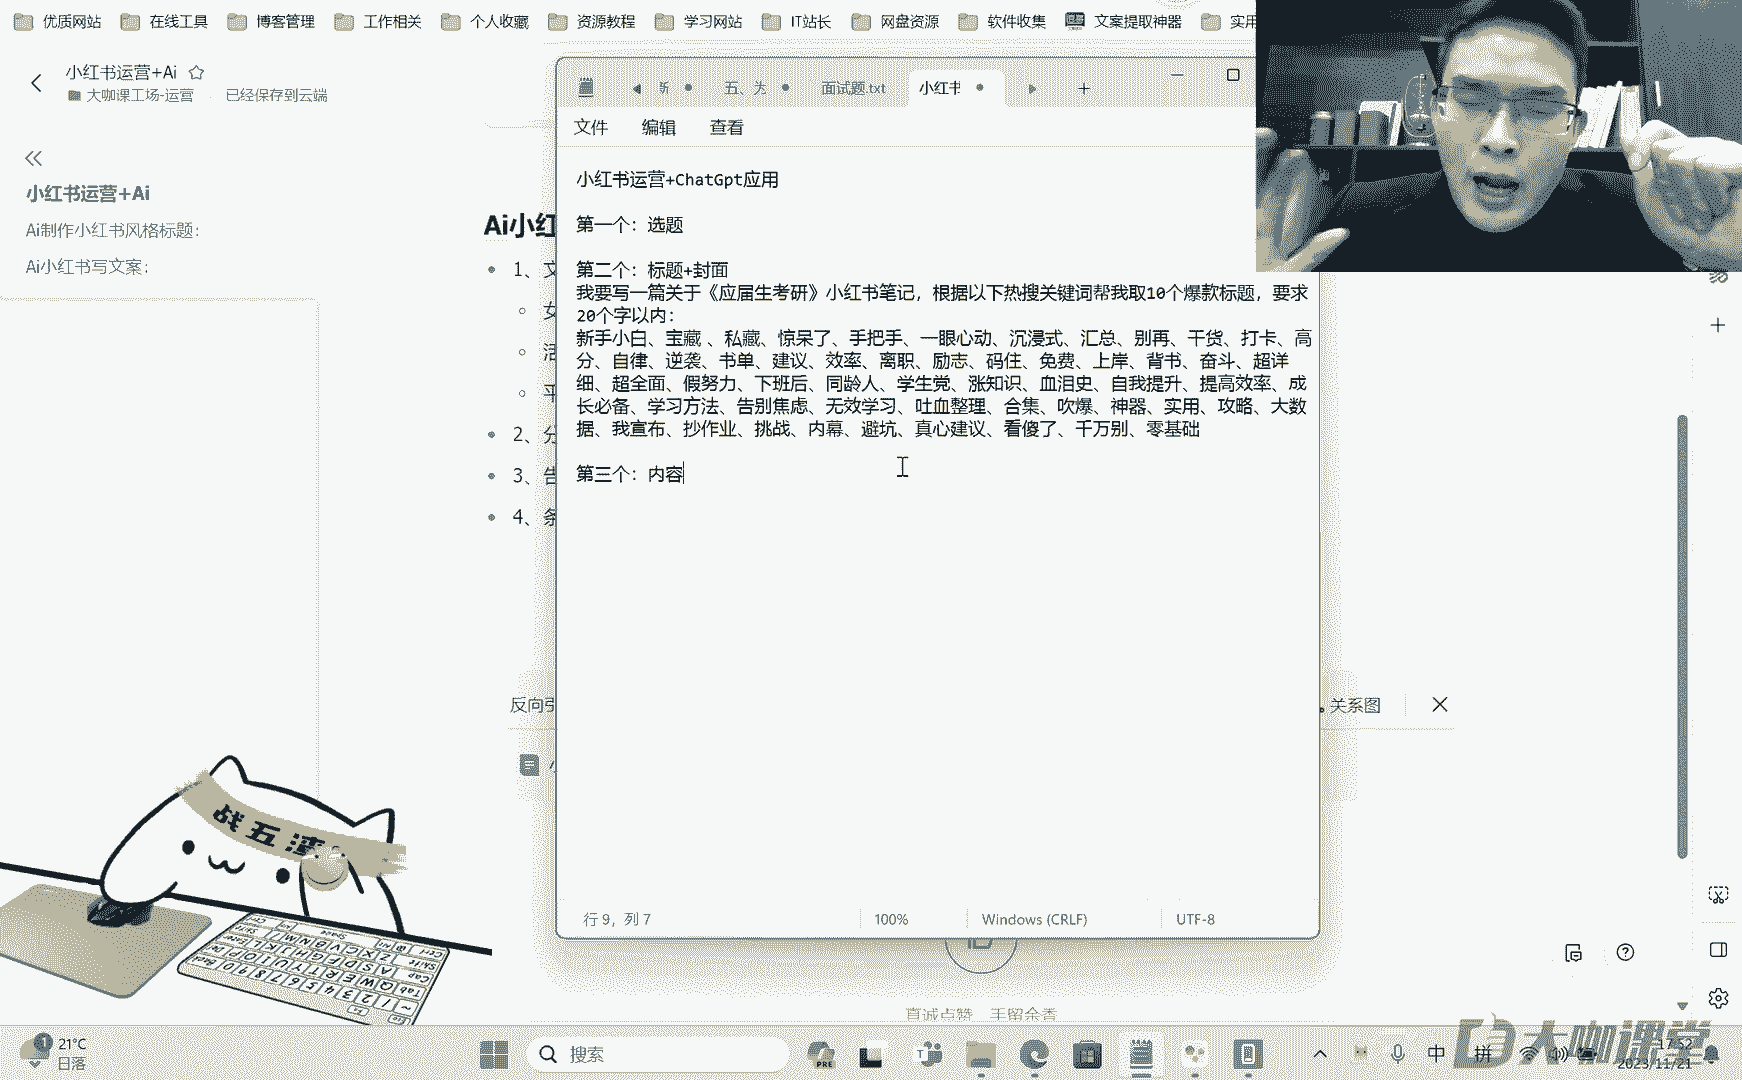 优质网站 在线工具 博客管理 工作相关 个人收藏 资源教程 学习网站 IT站长 网盘资源 软件收集 文案提取神器 实用
小红书运营+Ai
大咖课工场-运营 · 已经保存到云端
小红书运营+Ai
Ai制作小红书风格标题:
Ai小红书写文案:
Ai小红
1、文
女
活
平
2、分
3、告
4、条
反向引
关系图
五、为 面试题.txt 小红书
文件 编辑 查看
小红书运营+ChatGpt应用
第一个：选题
第二个：标题+封面
我要写一篇关于《应届生考研》小红书笔记，根据以下热搜关键词帮我取10个爆款标题，要求
20个字以内：
新手小白、宝藏 、私藏、惊呆了、手把手、一眼心动、沉浸式、汇总、别再、干货、打卡、高
分、自律、逆袭、书单、建议、效率、离职、励志、码住、免费、上岸、背书、奋斗、超详
细、超全面、假努力、下班后、同龄人、学生党、涨知识、血泪史、自我提升、提高效率、成
长必备、学习方法、告别焦虑、无效学习、吐血整理、合集、吹爆、神器、实用、攻略、大数
据、我宣布、抄作业、挑战、内幕、避坑、真心建议、看傻了、千万别、零基础
第三个：内容
行 9，列 7 100% Windows (CRLF) UTF-8
真诚点赞，手留余香
21°C
日落
搜索
中 拼
17:52
2023/11/21
大咖课堂